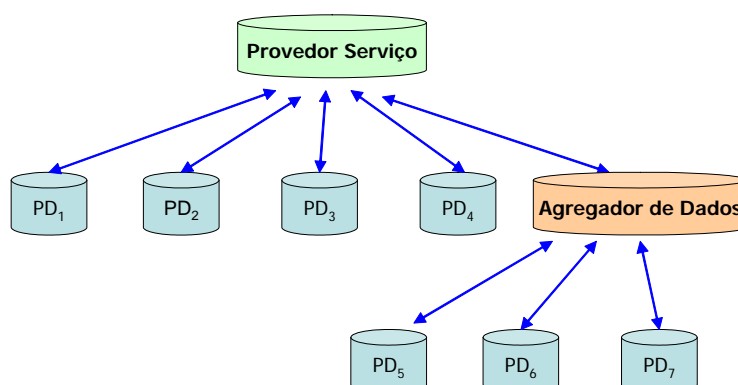 Provedor Serviço
PD1
PD2
PD3
PD4
Agregador de Dados
PD5
PD6
PD7